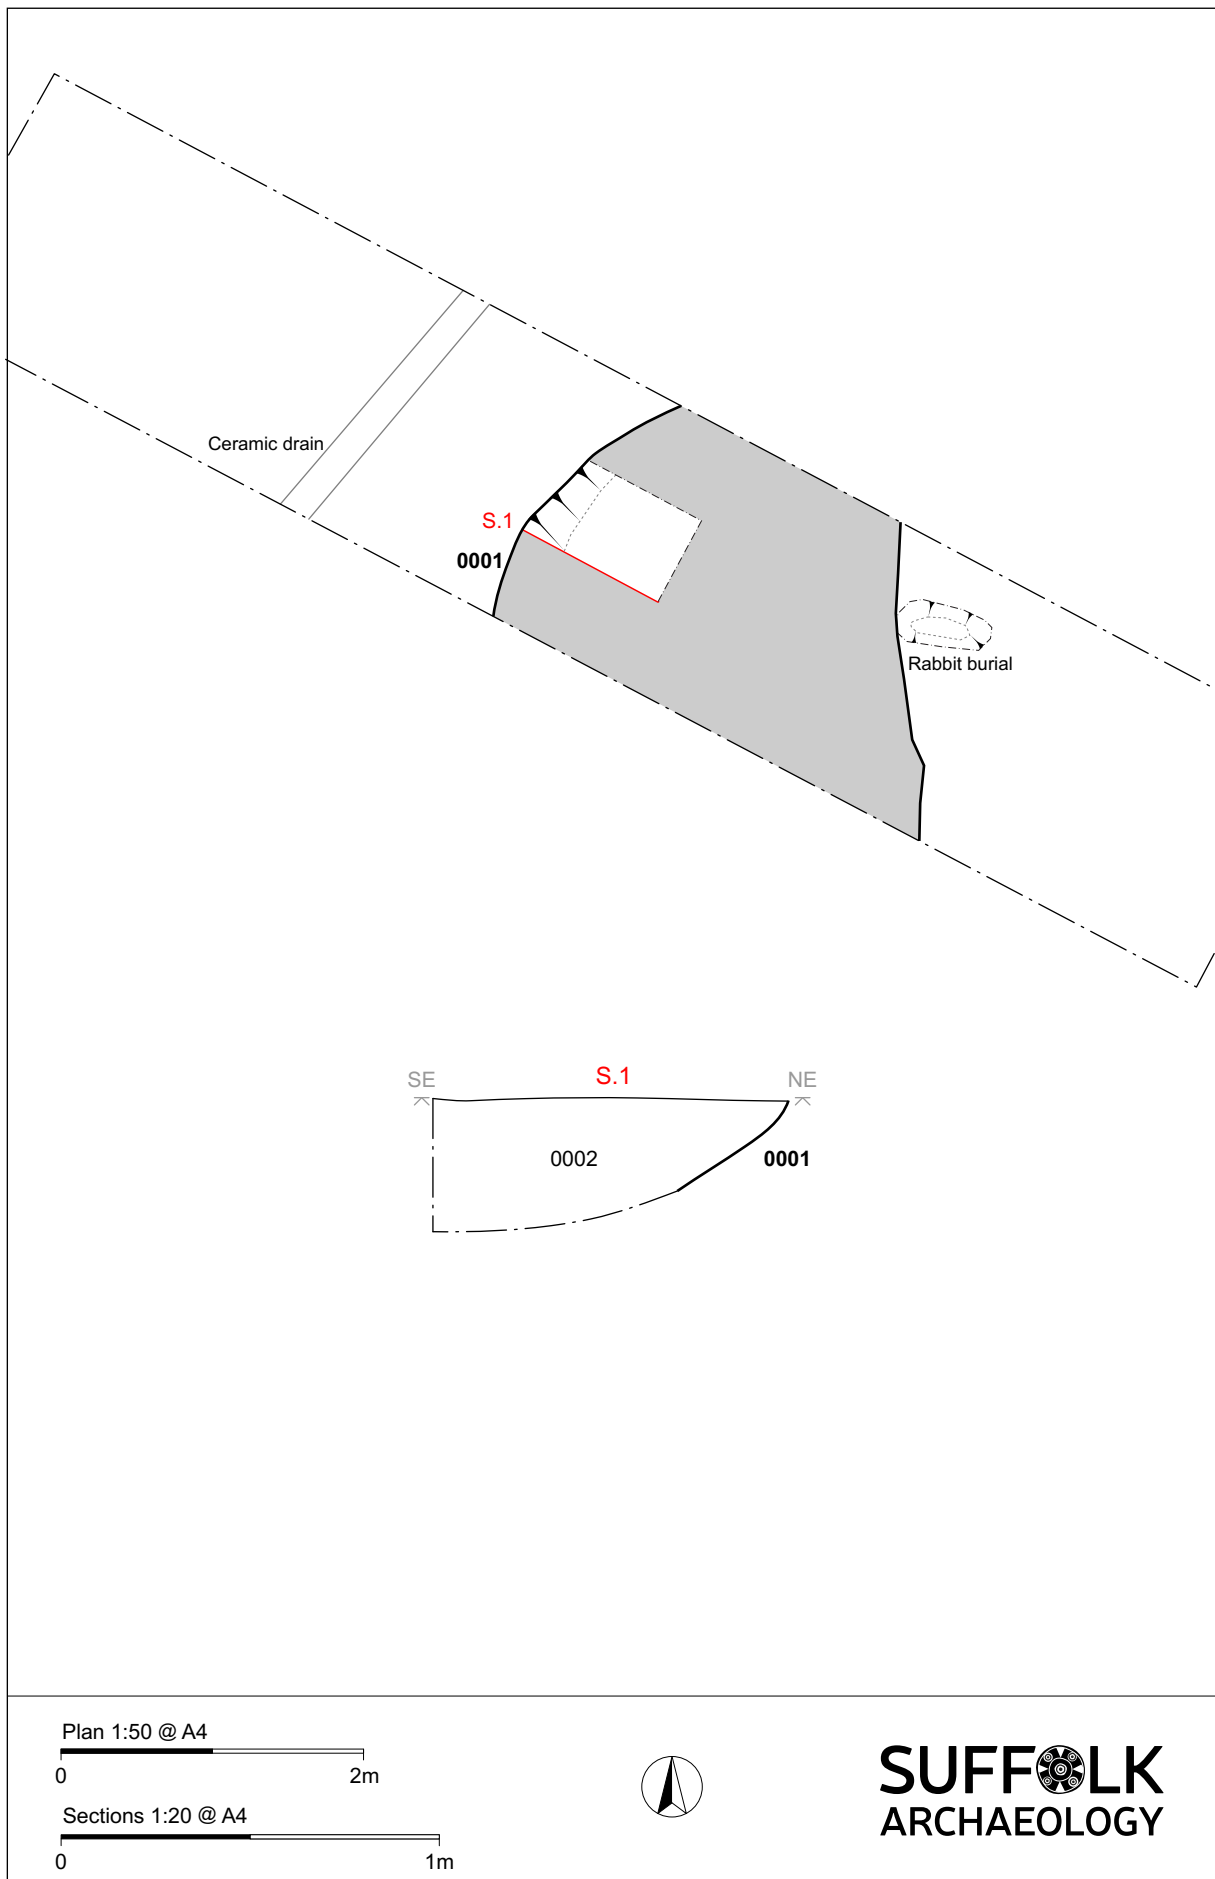 Ceramic drain
S.1
0001
Rabbit burial
SE
S.1
NE
0002
0001
Plan 1:50 @ A4
0
2m
Sections 1:20 @ A4
0
1m
SUFFOLK
ARCHAEOLOGY